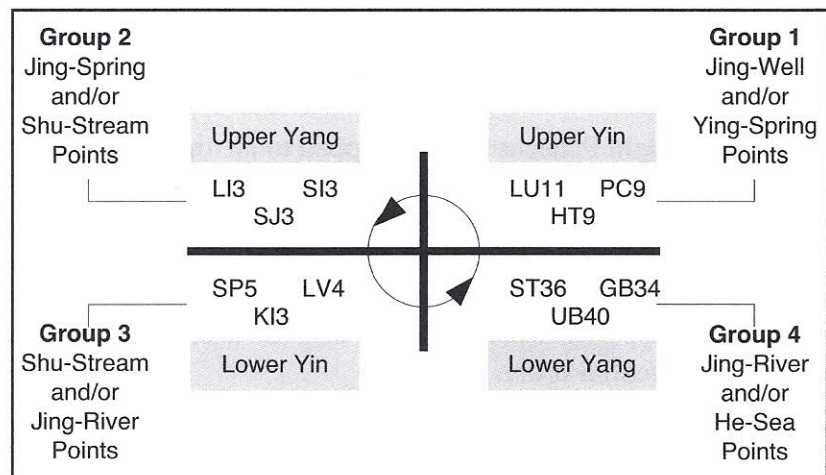 Group 2
Jing-Spring
and/or
Shu-Stream
Points
Group 1
Jing-Well
and/or
Ying-Spring
Points
Upper Yang
Upper Yin
LI3 SI3
SJ3
LU11 PC9
HT9
SP5 LV4
KI3
ST36 GB34
UB40
Lower Yin
Lower Yang
Group 3
Shu-Stream
and/or
Jing-River
Points
Group 4
Jing-River
and/or
He-Sea
Points